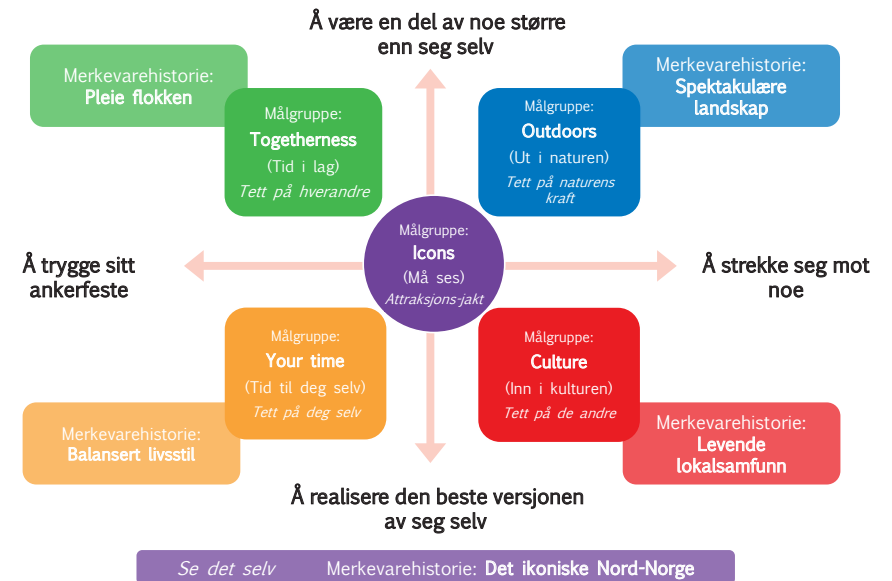 Å være en del av noe større
enn seg selv
Merkevarehistorie:
Pleie flokken
Målgruppe:
Togetherness
(Tid i lag)
Tett på hverandre
Målgruppe:
Outdoors
(Ut i naturen)
Tett på naturens
kraft
Merkevarehistorie:
Spektakulære
landskap
Å trygge sitt
ankerfeste
Målgruppe:
Icons
(Må ses)
Attraksjons-jakt
Å strekke seg mot
noe
Målgruppe:
Your time
(Tid til deg selv)
Tett på deg selv
Merkevarehistorie:
Balansert livsstil
Målgruppe:
Culture
(Inn i kulturen)
Tett på de andre
Merkevarehistorie:
Levende
lokalsamfunn
Å realisere den beste versjonen
av seg selv
Se det selv Merkevarehistorie: Det ikoniske Nord-Norge